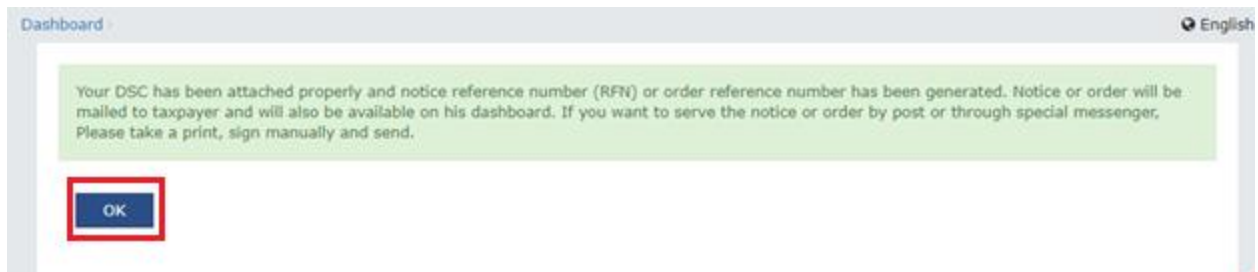 Dashboard
English
Your DSC has been attached properly and notice reference number (RFN) or order reference number has been generated. Notice or order will be
mailed to taxpayer and will also be available on his dashboard. If you want to serve the notice or order by post or through special messenger,
Please take a print, sign manually and send.
OK